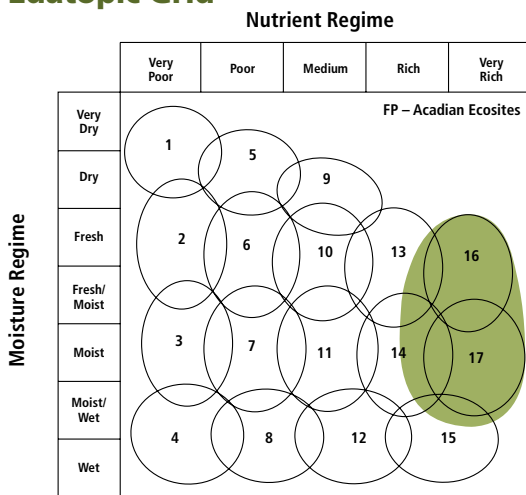 Edatopic Grid
Nutrient Regime
Very
Poor
Poor
Medium
Rich
Very
Rich
Moisture Regime
Very
Dry
Dry
Fresh
Fresh/
Moist
Moist
Moist/
Wet
Wet
FP – Acadian Ecosites
1
5
9
2
6
10
13
16
3
7
11
14
17
4
8
12
15